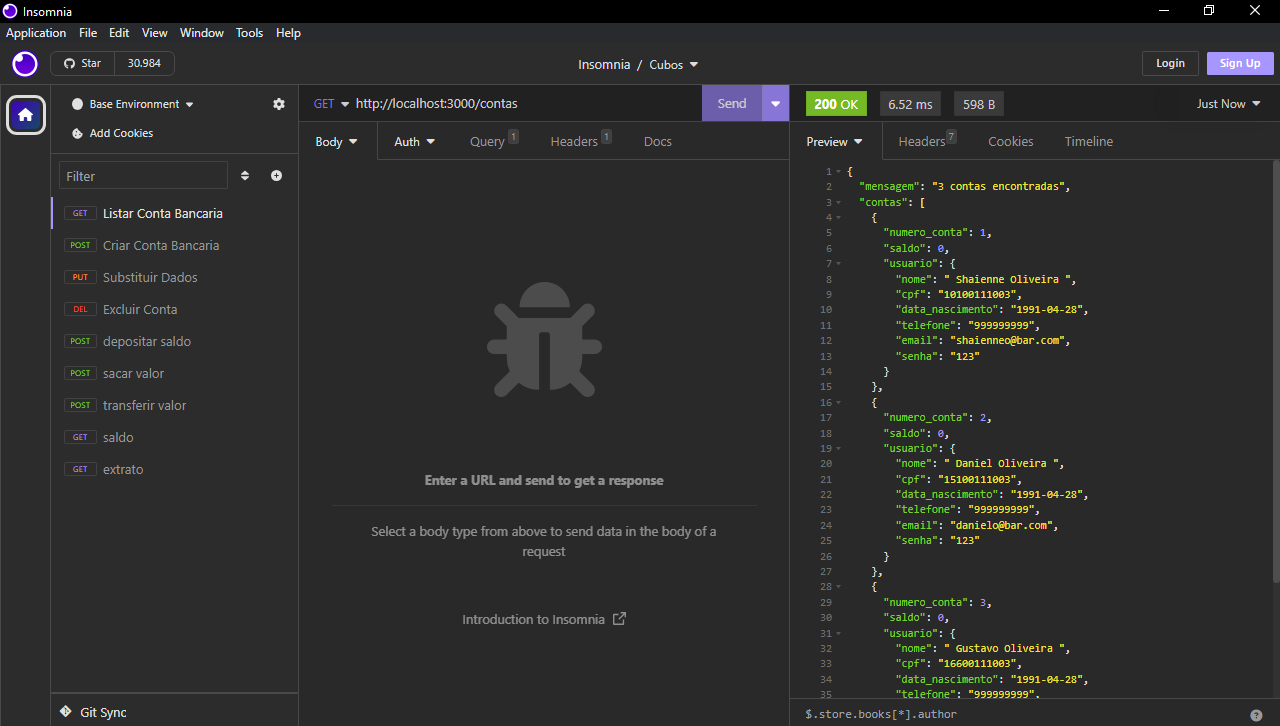 Insomnia
Application File Edit View Window Tools Help
Star 30.984
Insomnia / Cubos
Login Sign Up
Base Environment
Add Cookies
Filter
GET Listar Conta Bancaria
POST Criar Conta Bancaria
PUT Substituir Dados
DEL Excluir Conta
POST depositar saldo
POST sacar valor
POST transferir valor
GET saldo
GET extrato
Git Sync
GET http://localhost:3000/contas Send
Body Auth Query 1 Headers 1 Docs
Enter a URL and send to get a response
Select a body type from above to send data in the body of a
request
Introduction to Insomnia
200 OK 6.52 ms 598 B Just Now
Preview Headers 7 Cookies Timeline
1 {
2 "mensagem": "3 contas encontradas",
3 "contas": [
4 {
5 "numero_conta": 1,
6 "saldo": 0,
7 "usuario": {
8 "nome": " Shaienne Oliveira ",
9 "cpf": "10100111003",
10 "data_nascimento": "1991-04-28",
11 "telefone": "999999999",
12 "email": "shaienneo@bar.com",
13 "senha": "123"
14 }
15 },
16 {
17 "numero_conta": 2,
18 "saldo": 0,
19 "usuario": {
20 "nome": " Daniel Oliveira ",
21 "cpf": "15100111003",
22 "data_nascimento": "1991-04-28",
23 "telefone": "999999999",
24 "email": "danielo@bar.com",
25 "senha": "123"
26 }
27 },
28 {
29 "numero_conta": 3,
30 "saldo": 0,
31 "usuario": {
32 "nome": " Gustavo Oliveira ",
33 "cpf": "16600111003",
34 "data_nascimento": "1991-04-28",
35 "telefone": "999999999",
$.store.books[*].author
?